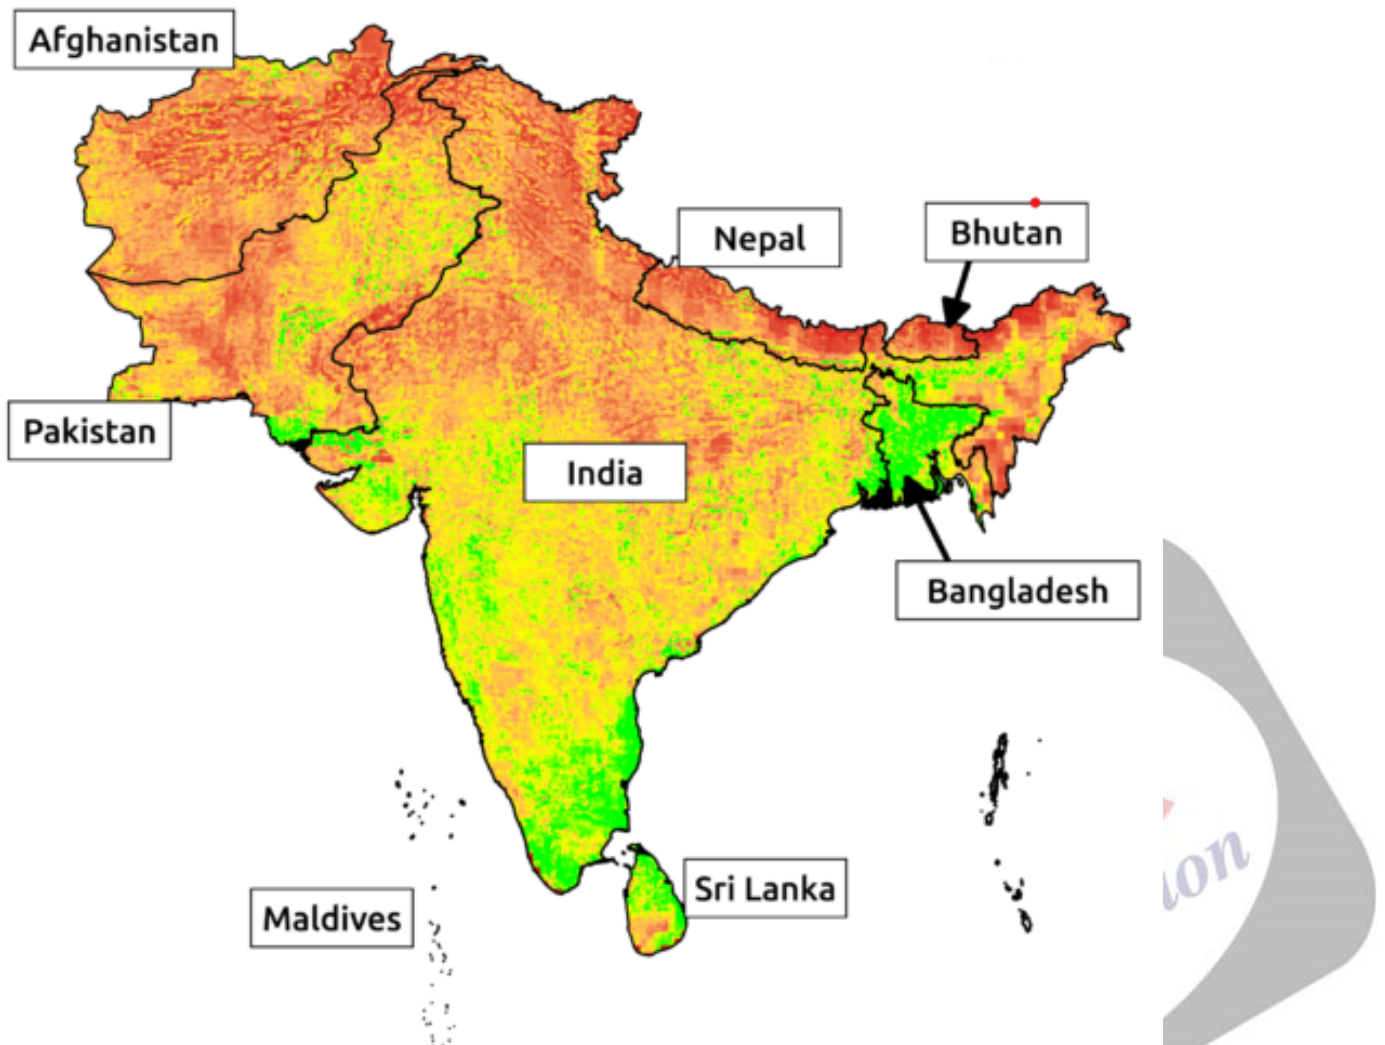 Afghanistan
Nepal
Bhutan
Pakistan
India
Bangladesh
Sri Lanka
Maldives